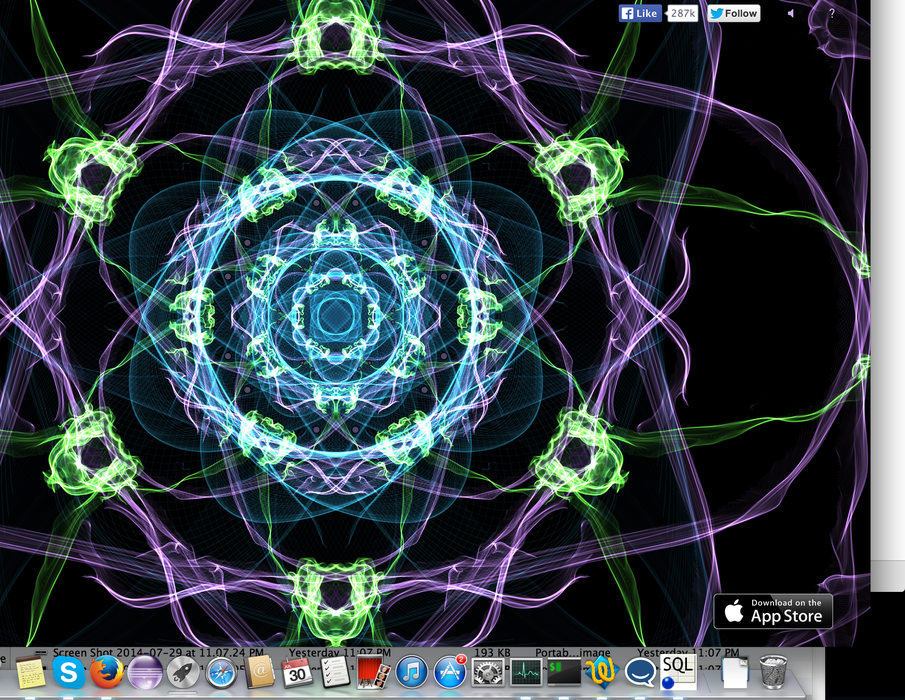 Like 287k Follow ?
Download on the
App Store
Screen Shot 2014-07-29 at 11.07.24 PM Yesterday 11:07 PM 193 KB Portab...image Yesterday 11:07 PM
S 30 2 $ SQL